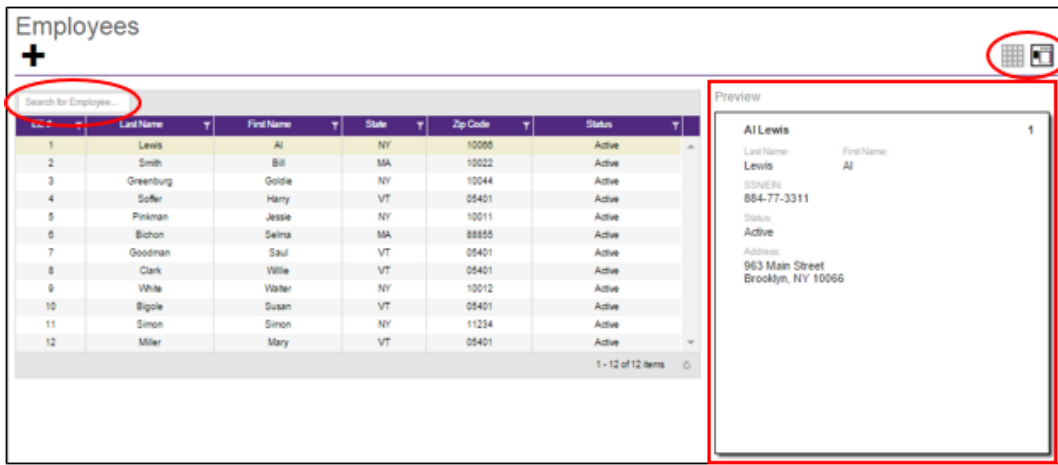 Employees
Search for Employee...
Last Name First Name State Zip Code Status
1 Lewis Al NY 10066 Active
2 Smith Bill MA 10022 Active
3 Greenburg Goldie NY 10044 Active
4 Soffer Harry VT 05401 Active
5 Pinkman Jessie NY 10011 Active
6 Bichon Selma MA 88855 Active
7 Goodman Saul VT 05401 Active
8 Clark Willie VT 05401 Active
9 White Walter NY 10012 Active
10 Bigole Susan VT 05401 Active
11 Simon Simon NY 11234 Active
12 Miller Mary VT 05401 Active
1 - 12 of 12 items
Preview
Al Lewis 1
Last Name: First Name:
Lewis Al
SSN/EIN
884-77-3311
Status:
Active
Address:
963 Main Street
Brooklyn, NY 10066